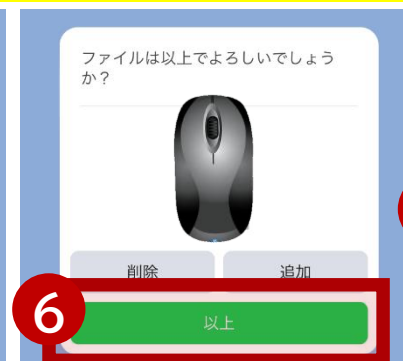 ファイルは以上でよろしいでしょう
か？
削除
追加
6
以上